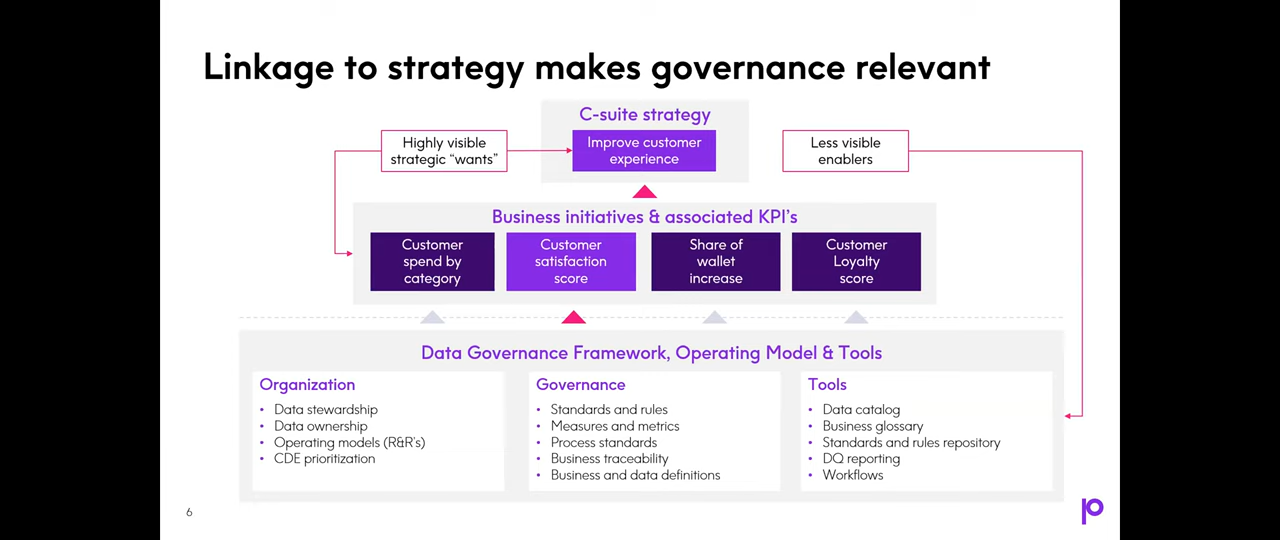 Linkage to strategy makes governance relevant
C-suite strategy
Highly visible
strategic “wants”
Improve customer
experience
Less visible
enablers
Business initiatives & associated KPI’s
Customer
spend by
category
Customer
satisfaction
score
Share of
wallet
increase
Customer
Loyalty
score
Data Governance Framework, Operating Model & Tools
Organization
• Data stewardship
• Data ownership
• Operating models (R&R’s)
• CDE prioritization
Governance
• Standards and rules
• Measures and metrics
• Process standards
• Business traceability
• Business and data definitions
Tools
• Data catalog
• Business glossary
• Standards and rules repository
• DQ reporting
• Workflows
6